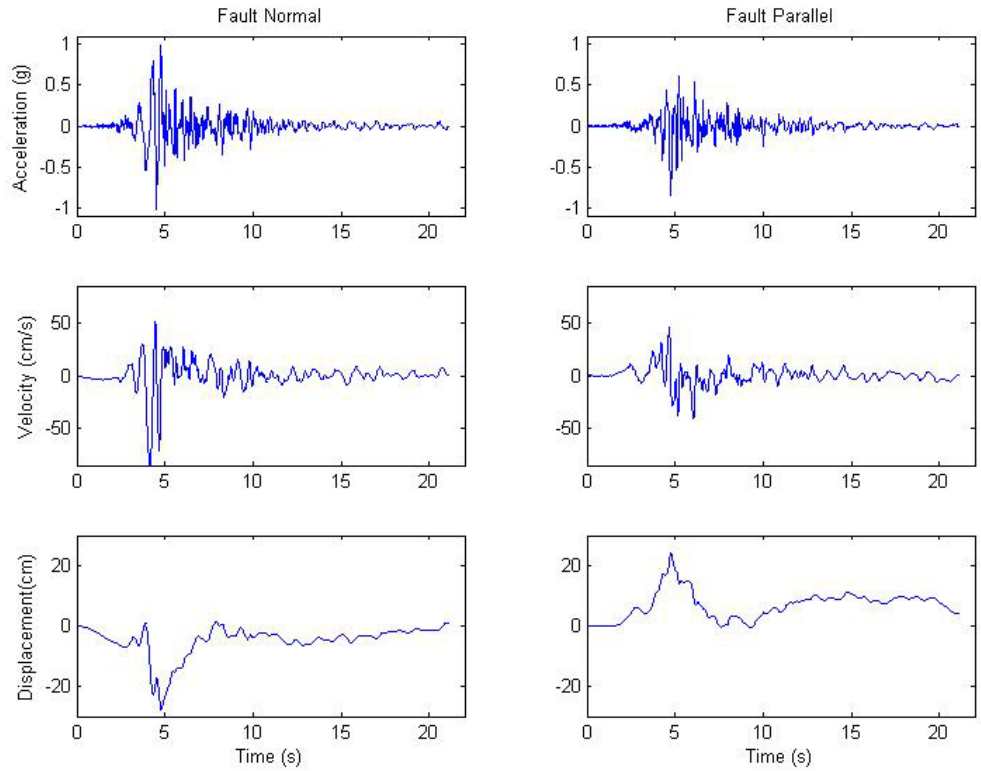 Fault Normal
Fault Parallel
Acceleration (g)
1
0.5
0
-0.5
-1
0 5 10 15 20
1
0.5
0
-0.5
-1
0 5 10 15 20
Velocity (cm/s)
50
0
-50
0 5 10 15 20
50
0
-50
0 5 10 15 20
Displacement(cm)
20
0
-20
0 5 10 15 20
Time (s)
20
0
-20
0 5 10 15 20
Time (s)